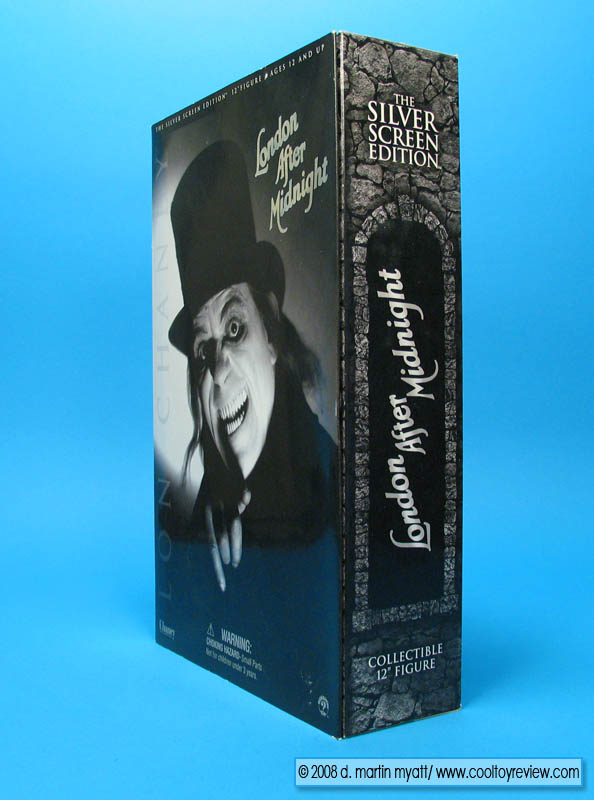 THE SILVER SCREEN EDITION™ 12" FIGURE AGES 12 AND UP
London
After
Midnight
LON CHANEY
Chaney
WARNING:
CHOKING HAZARD-Small Parts
Not for children under 3 years.
THE
SILVER
SCREEN
EDITION
London After Midnight
COLLECTIBLE
12" FIGURE
© 2008 d. martin myatt/ www.cooltoyreview.com